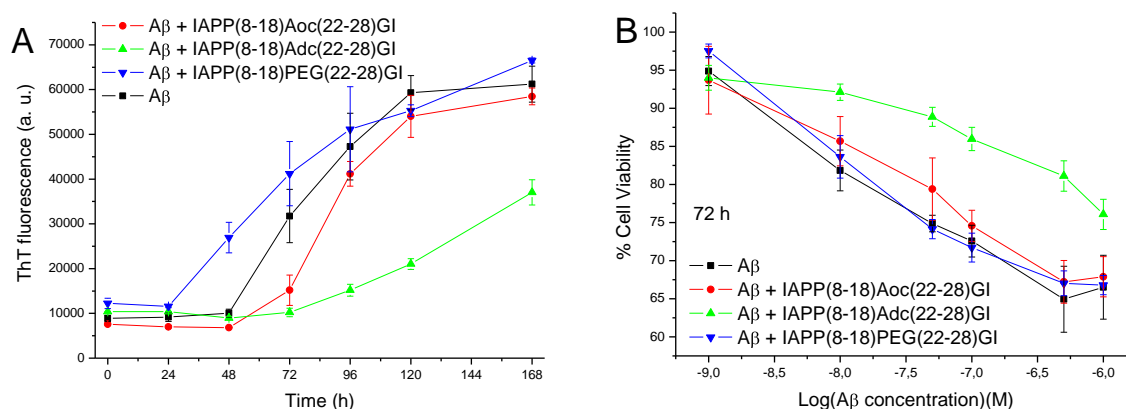 A
Aβ + IAPP(8-18)Aoc(22-28)GI
Aβ + IAPP(8-18)Adc(22-28)GI
Aβ + IAPP(8-18)PEG(22-28)GI
Aβ
ThT fluorescence (a. u.)
70000
60000
50000
40000
30000
20000
10000
0
0 24 48 72 96 120 144 168
Time (h)
B
% Cell Viability
100
95
90
85
80
75
70
65
60
72 h
Aβ
Aβ + IAPP(8-18)Aoc(22-28)GI
Aβ + IAPP(8-18)Adc(22-28)GI
Aβ + IAPP(8-18)PEG(22-28)GI
-9,0 -8,5 -8,0 -7,5 -7,0 -6,5 -6,0
Log(Aβ concentration)(M)